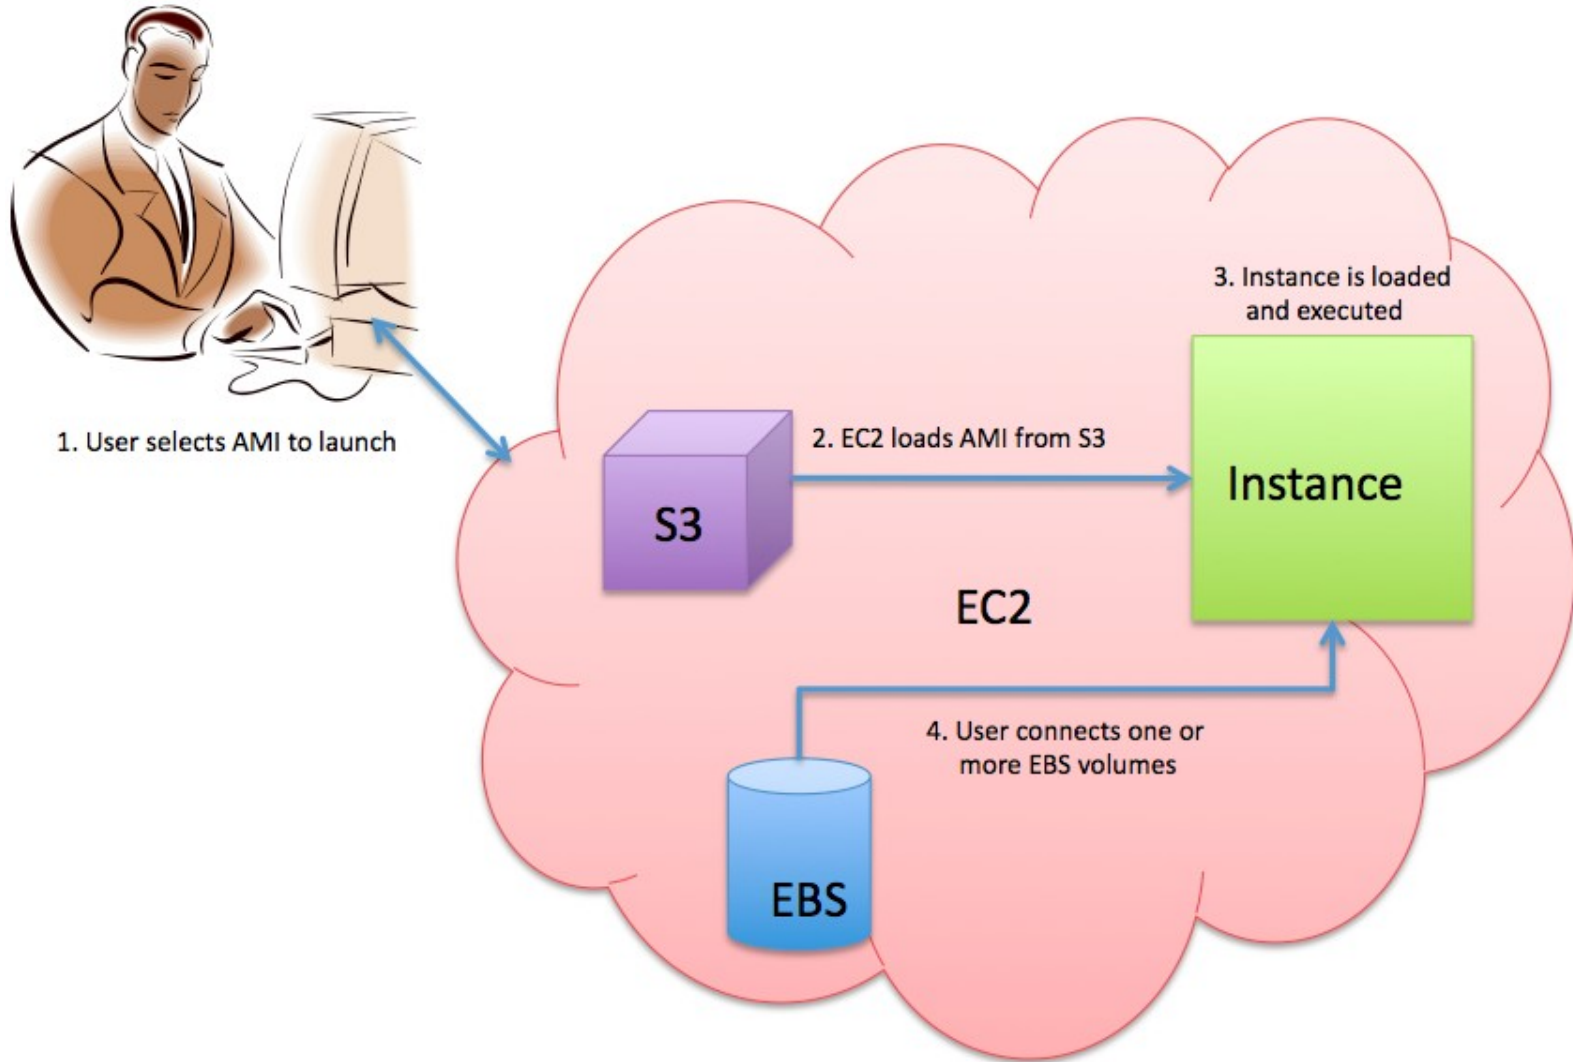 1. User selects AMI to launch
S3
2. EC2 loads AMI from S3
3. Instance is loaded
and executed
Instance
EC2
4. User connects one or
more EBS volumes
EBS